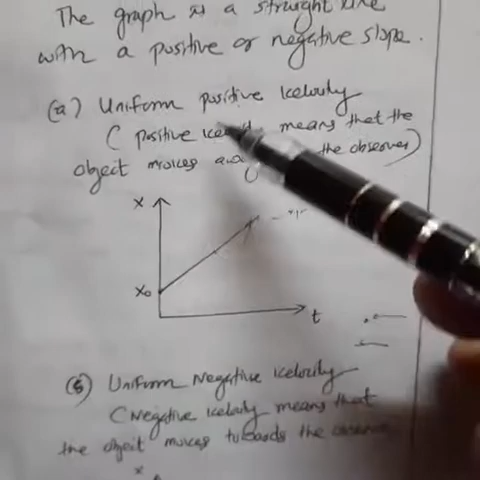 The graph is a straight line
with a positive or negative slope.
(a) Uniform positive velocity
( positive means that the
object moves the observer)
x
x₀
t
(b) Uniform Negative velocity
(Negative velocity means that
the object moves towards the
x